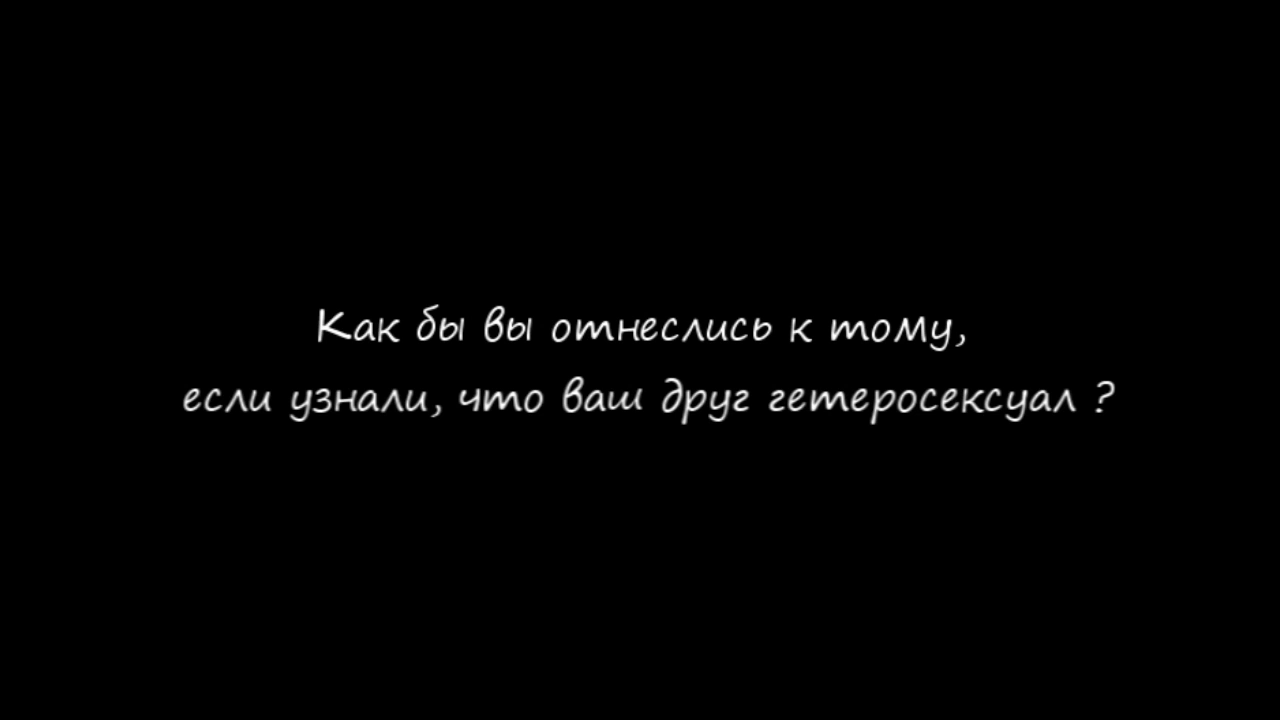 Как бы вы отнеслись к тому,
если узнали, что ваш друг гетеросексуал ?